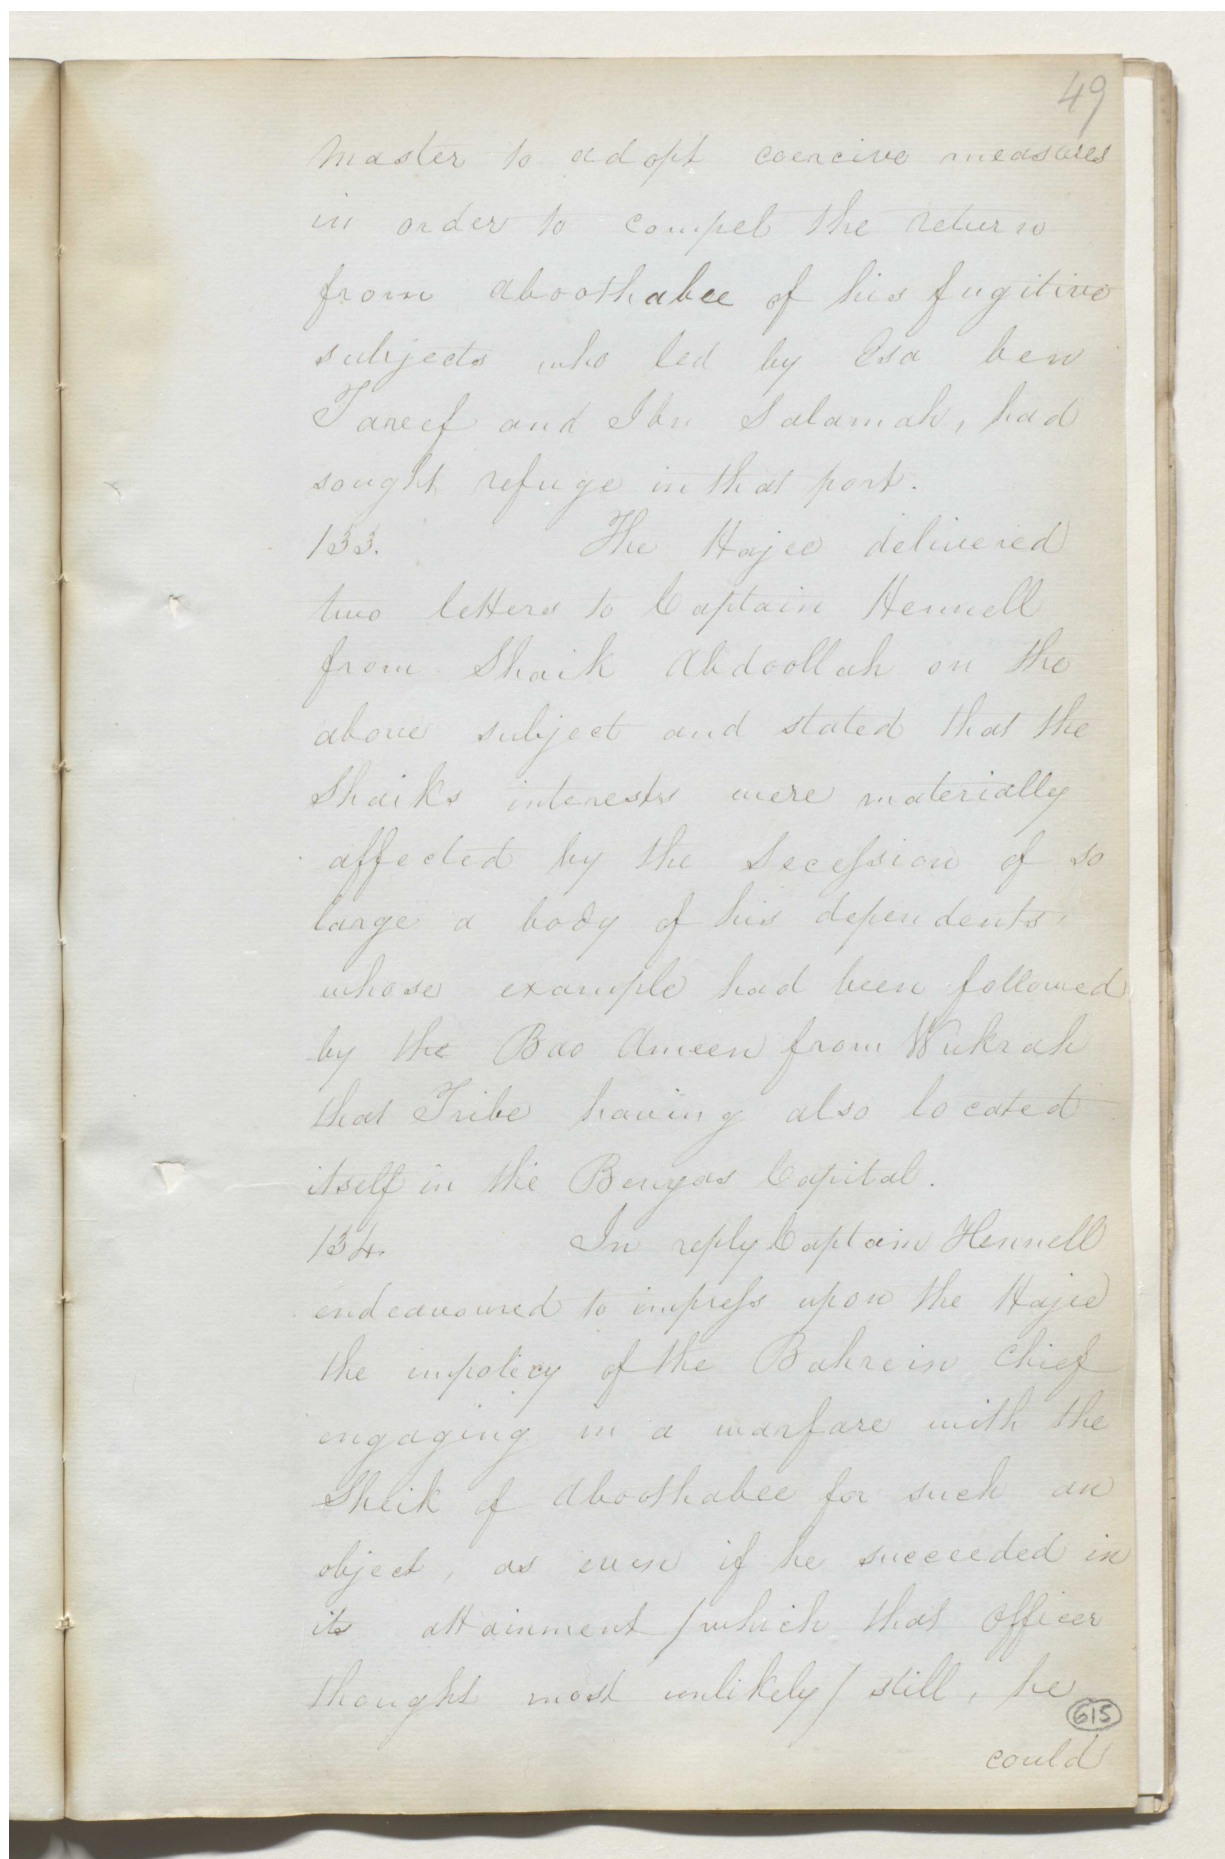 49
master to adopt coercive measures
in order to compel the return
from Aboothabee of his fugitive
subjects who led by Esa ben
Tareef and Ibn Salamah, had
sought refuge in that port.
133. The Hajee delivered
two letters to Captain Hennell
from Shaik Abdoollah on the
above subject and stated that the
Shaiks interests were materially
affected by the Secession of so
large a body of his dependents,
whose example had been followed
by the Boo Ameen from Wukrah
that Tribe having also located
itself in the Benyas Capital.
134. In reply Captain Hennell
endeavoured to impress upon the Hajee
the impolicy of the Bahrein Chief
engaging in a warfare with the
Sheik of Aboothabee for such an
object, as even if he succeeded in
its attainment /which that officer
thought most unlikely/ still, he
615
could